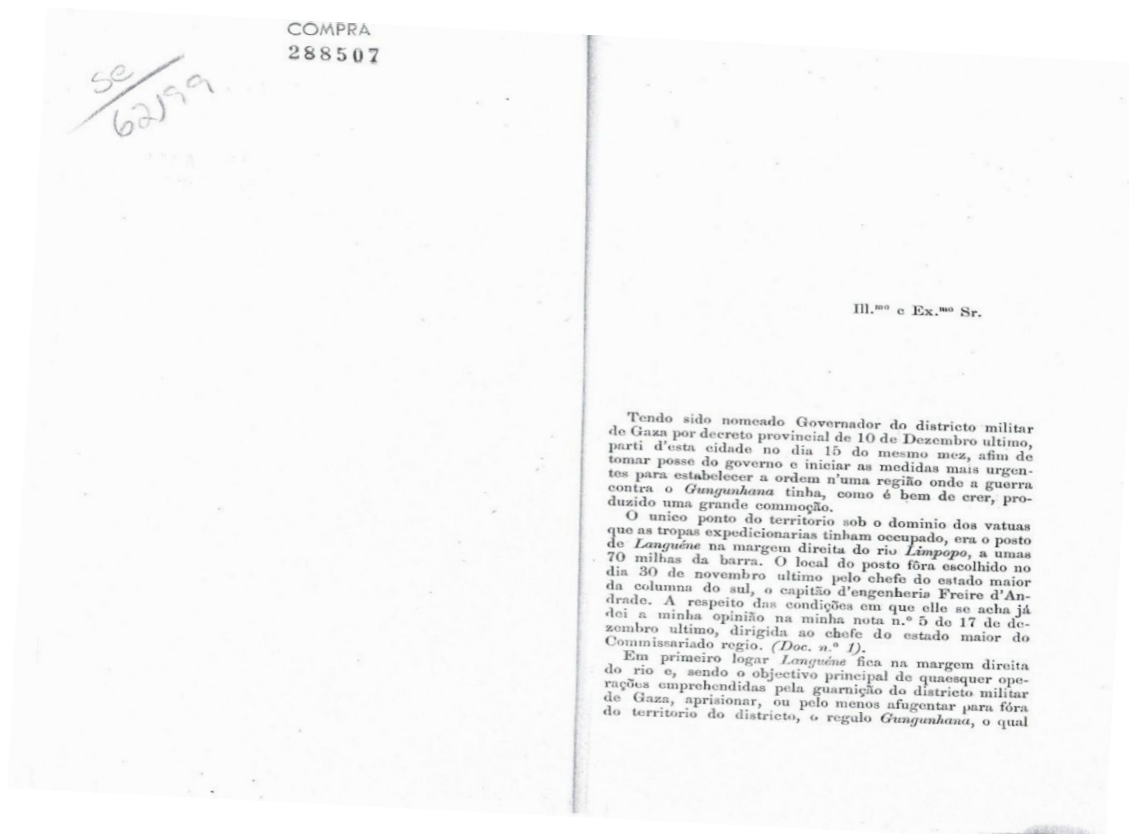 COMPRA
288507
Se
62/99
Ill.mo e Ex.mo Sr.
Tendo sido nomeado Governador do districto militar
de Gaza por decreto provincial de 10 de Dezembro ultimo,
parti d'esta cidade no dia 15 do mesmo mez, afim de
tomar posse do governo e iniciar as medidas mais urgen-
tes para estabelecer a ordem n'uma região onde a guerra
contra o Gungunhana tinha, como é bem de crer, pro-
duzido uma grande commoção.
O unico ponto do territorio sob o dominio dos vatuas
que as tropas expedicionarias tinham occupado, era o posto
de Languéne na margem direita do rio Limpopo, a umas
70 milhas da barra. O local do posto fôra escolhido no
dia 30 de novembro ultimo pelo chefe do estado maior
da columna do sul, o capitão d'engenheria Freire d'An-
drade. A respeito das condições em que elle se acha já
dei a minha opinião na minha nota n.º 5 de 17 de de-
zembro ultimo, dirigida ao chefe do estado maior do
Commissariado regio. (Doc. n.º 1).
Em primeiro logar Languéne fica na margem direita
do rio e, sendo o objectivo principal de quaesquer ope-
rações emprehendidas pela guarnição do districto militar
de Gaza, aprisionar, ou pelo menos afugentar para fóra
do territorio do districto, o regulo Gungunhana, o qual